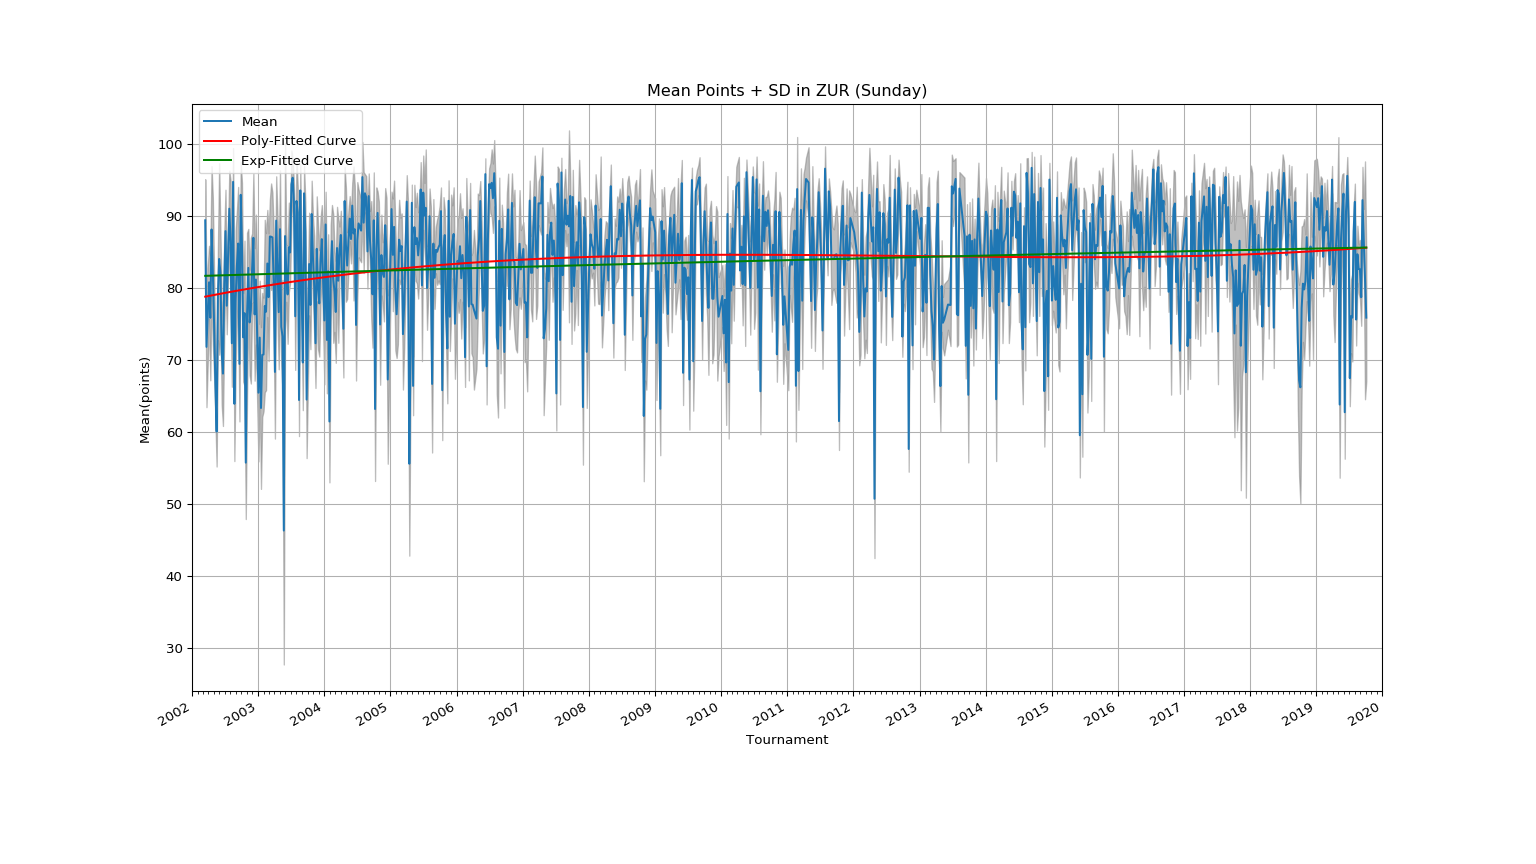 Mean Points + SD in ZUR (Sunday)
Mean
Poly-Fitted Curve
Exp-Fitted Curve
100
90
80
70
60
50
40
30
Mean(points)
2002 2003 2004 2005 2006 2007 2008 2009 2010 2011 2012 2013 2014 2015 2016 2017 2018 2019 2020
Tournament